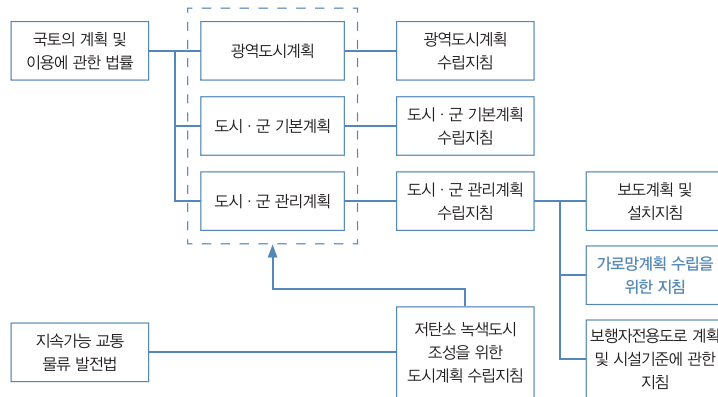 국토의 계획 및
이용에 관한 법률
광역도시계획
광역도시계획
수립지침
도시 · 군 기본계획
도시 · 군 기본계획
수립지침
도시 · 군 관리계획
도시 · 군 관리계획
수립지침
보도계획 및
설치지침
가로망계획 수립을
위한 지침
보행자전용도로 계획
및 시설기준에 관한
지침
지속가능 교통
물류 발전법
저탄소 녹색도시
조성을 위한
도시계획 수립지침